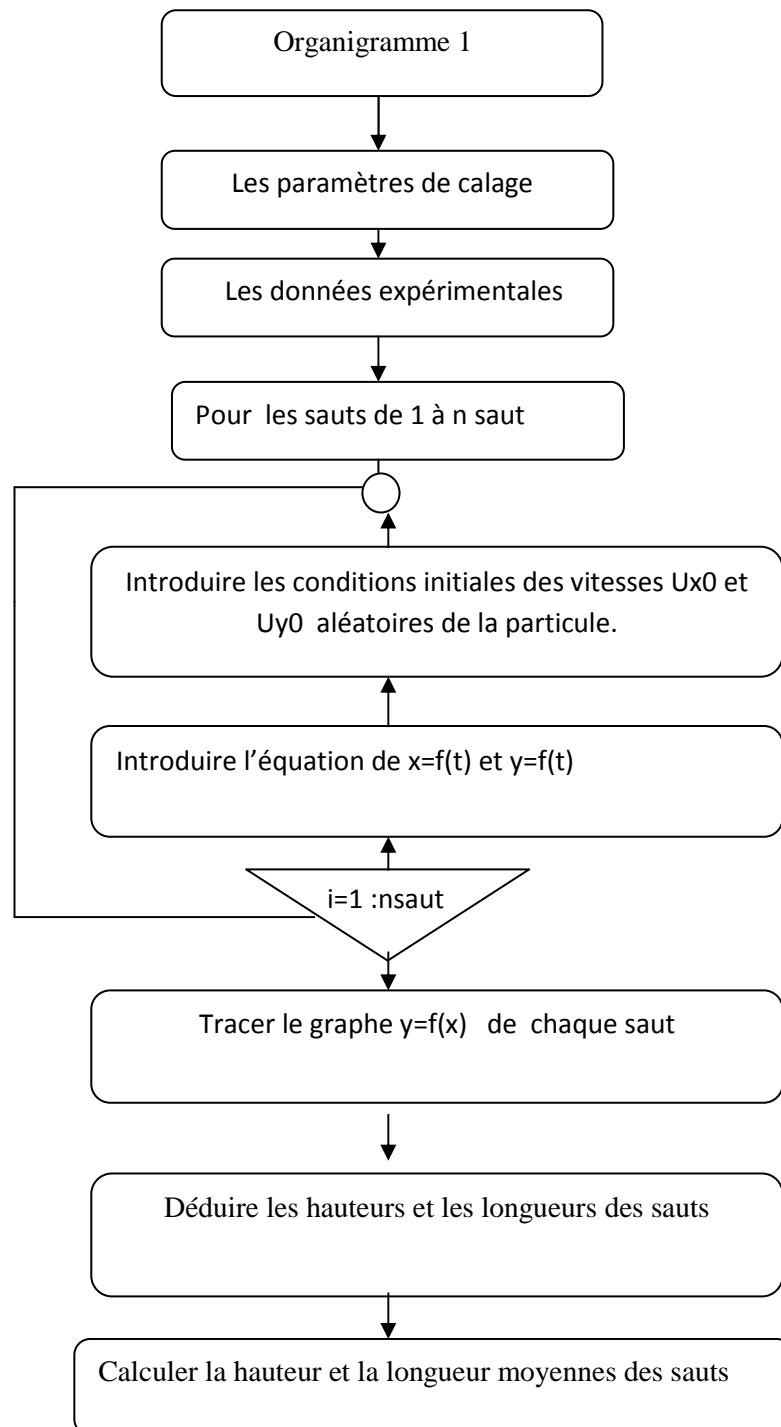 Organigramme 1
Les paramètres de calage
Les données expérimentales
Pour les sauts de 1 à n saut
Introduire les conditions initiales des vitesses Ux0 et
Uy0 aléatoires de la particule.
Introduire l’équation de x=f(t) et y=f(t)
i=1 :nsaut
Tracer le graphe y=f(x) de chaque saut
Déduire les hauteurs et les longueurs des sauts
Calculer la hauteur et la longueur moyennes des sauts